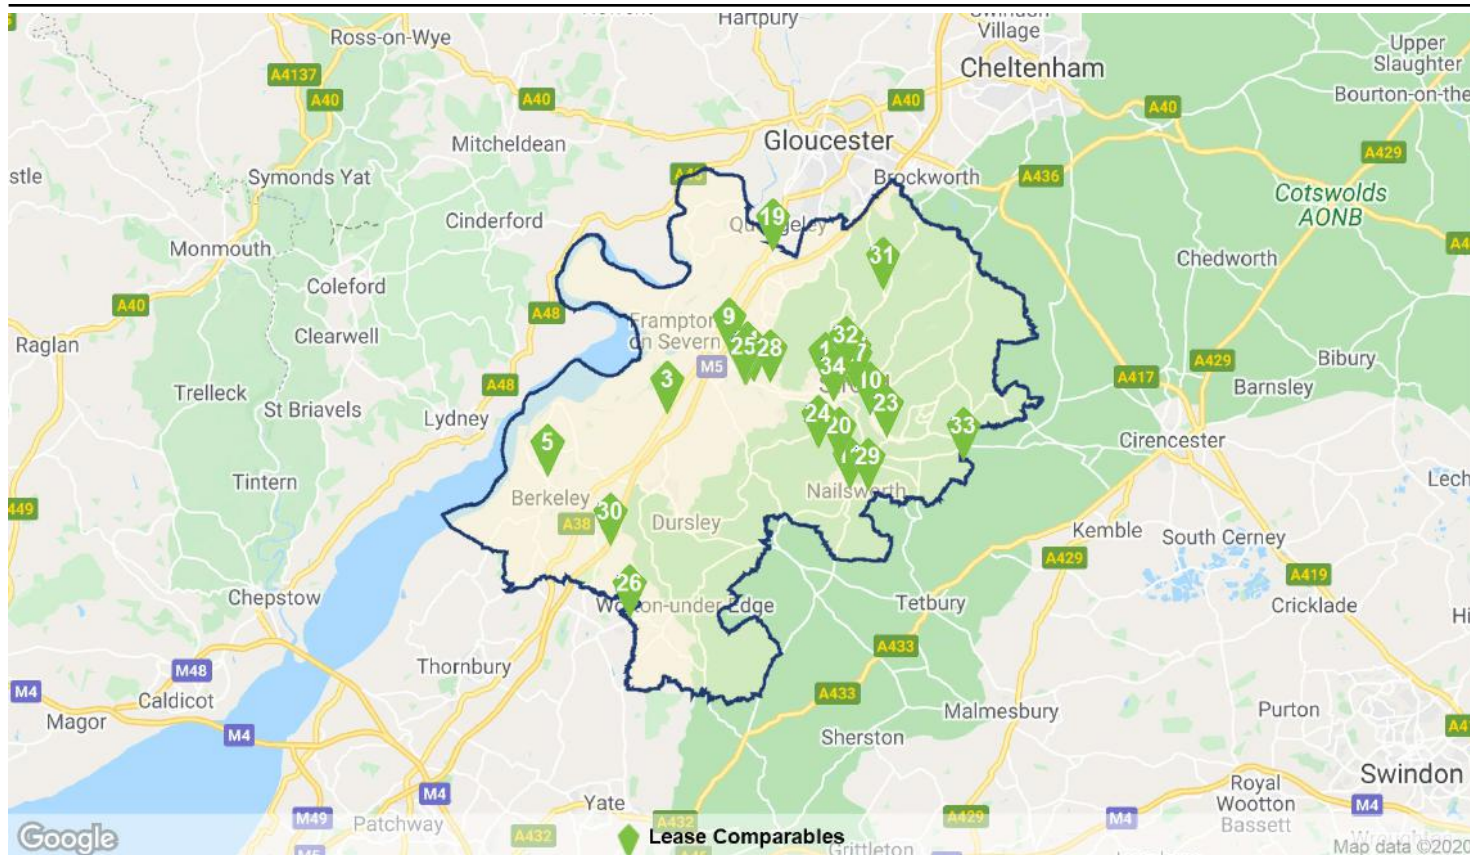 Hartpury
Village
Ross-on-Wye
Upper
Slaughter
A4137
Cheltenham
A40
A40
A40
A40
Bourton-on-the
Gloucester
Mitcheldean
A429
stle
Symonds Yat
Brockworth
A436
Cotswolds
AONB
Cinderford
19
Monmouth
31
Chedworth
Coleford
A40
A48
9
Frampton
on Severn
32
Clearwell
25
28
Raglan
34
M5
A429
Bibury
3
A417
Trelleck
A48
10
Barnsley
St Briavels
23
Lydney
24
20
33
5
Cirencester
29
Tintern
Lech
Berkeley
Nailsworth
449
30
A38
Dursley
Kemble
South Cerney
A429
26
A419
Chepstow
Tetbury
Cricklade
A433
Thornbury
M48
M4
Caldicot
A433
Magor
M4
Malmesbury
Purton
Sherston
Swindon
M4
Yate
Royal
Wootton
Bassett
M4
M49
Patchway
A432
A432
A429
M4
Google
Lease Comparables
Grittleton
Map data ©2020